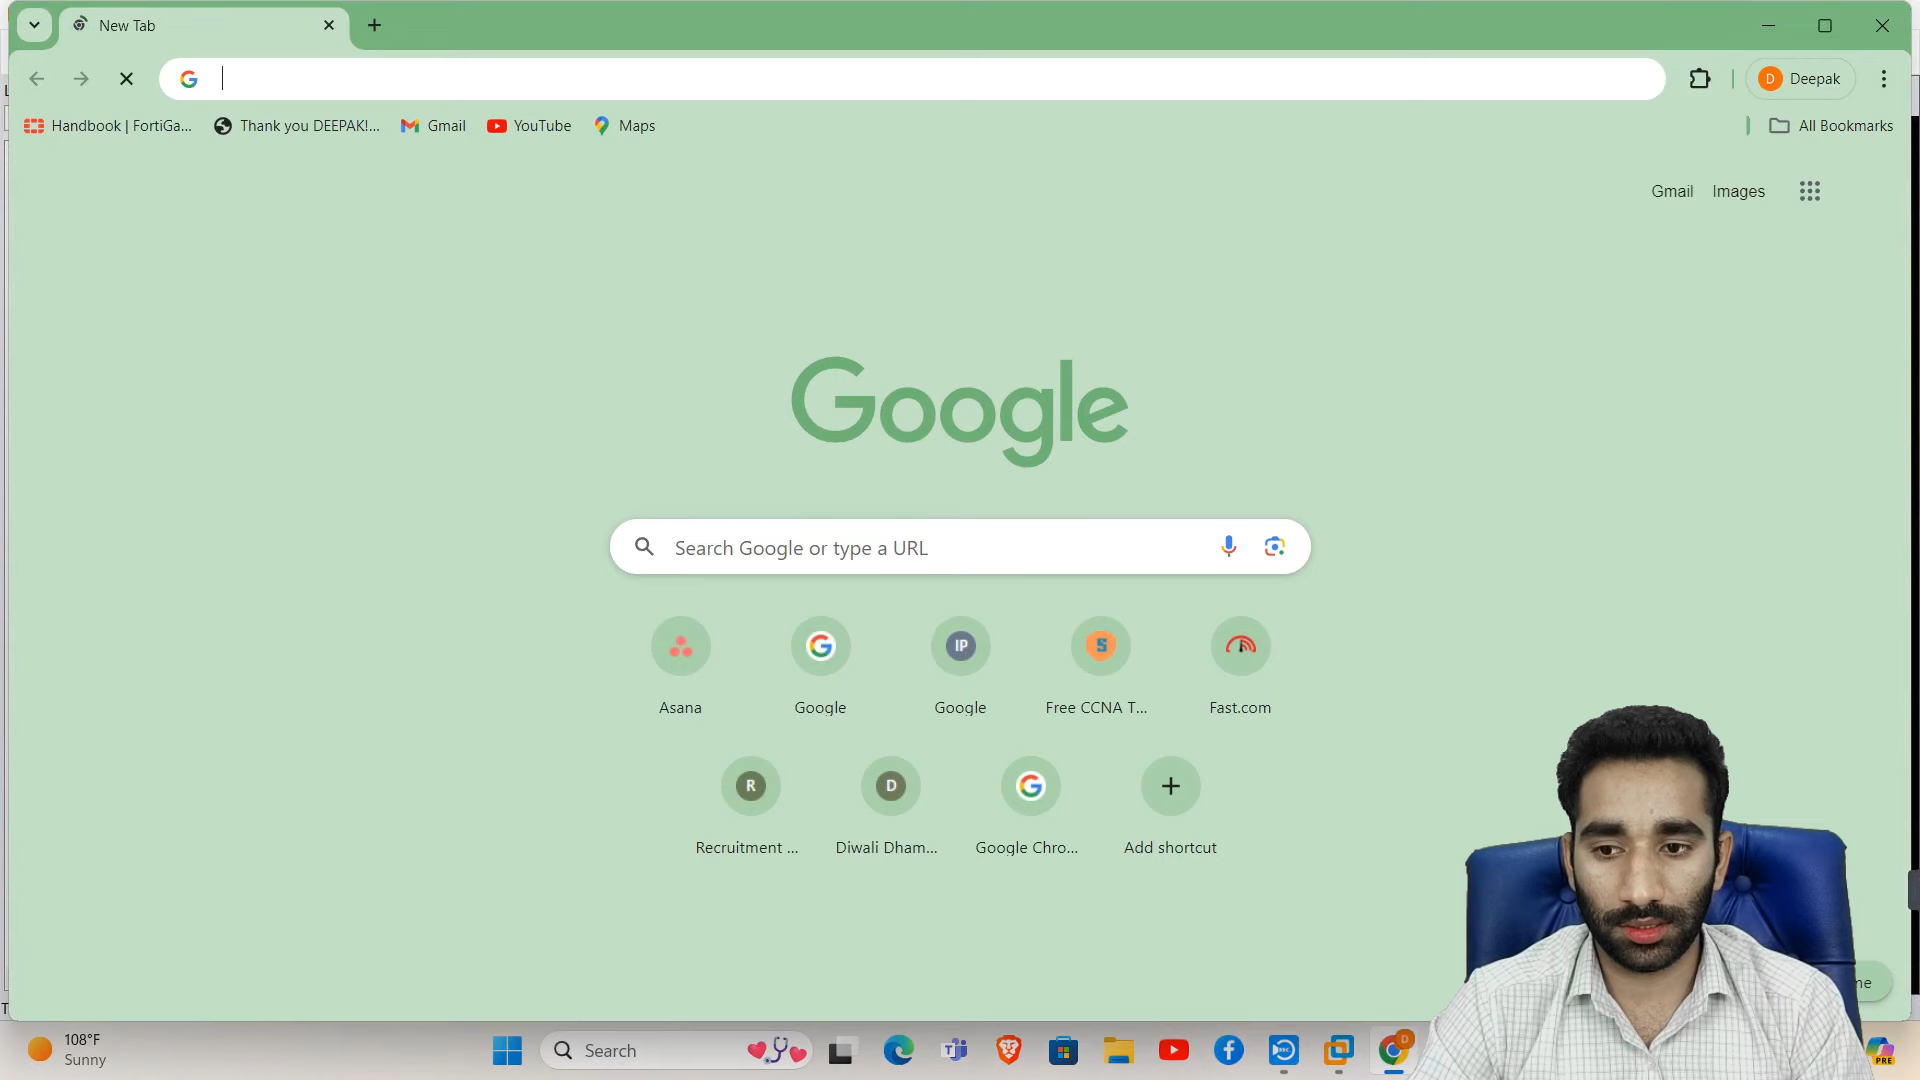 New Tab
Deepak
Handbook | FortiGa...
Thank you DEEPAK!...
Gmail
YouTube
Maps
All Bookmarks
Gmail
Images
Google
Search Google or type a URL
IP
S
Asana
Google
Google
Free CCNA T...
Fast.com
R
D
Recruitment ...
Diwali Dham...
Google Chro...
Add shortcut
108°F
Sunny
Search
D
PRE